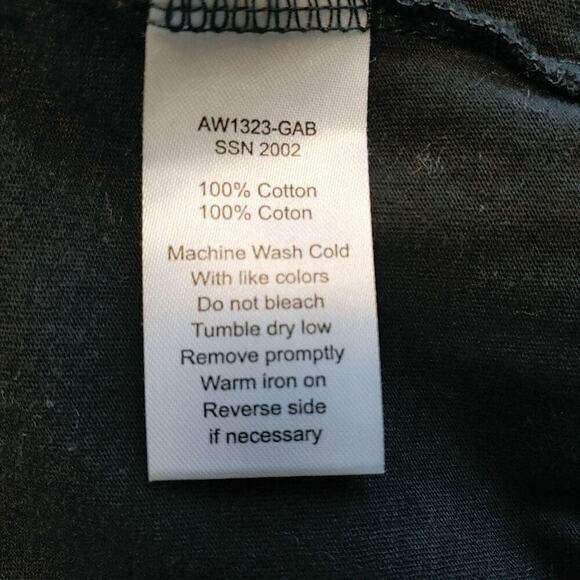 AW1323-GAB
SSN 2002
100% Cotton
100% Coton
Machine Wash Cold
With like colors
Do not bleach
Tumble dry low
Remove promptly
Warm iron on
Reverse side
if necessary